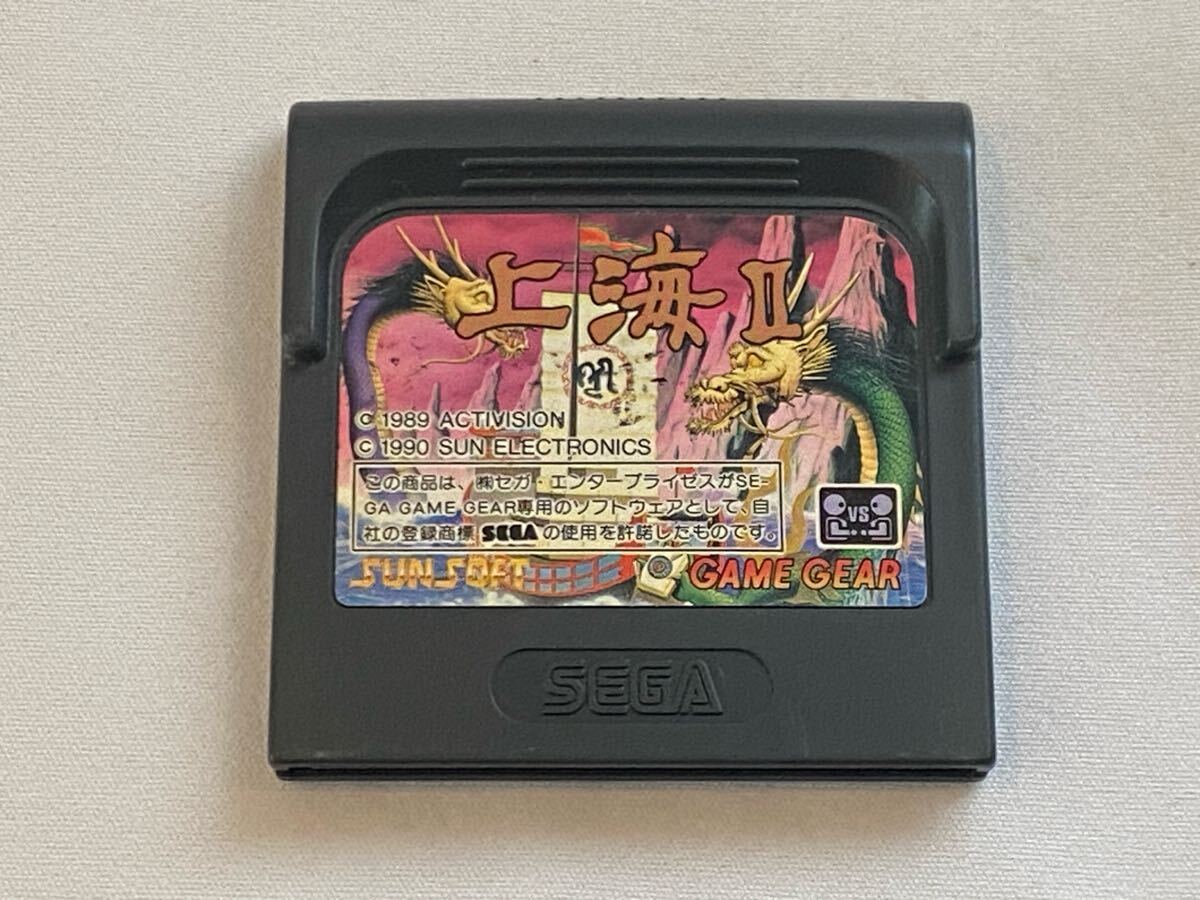 上海Ⅱ
© 1989 ACTIVISION
© 1990 SUN ELECTRONICS
この商品は、㈱セガ・エンタープライゼスがSE-
GA GAME GEAR専用のソフトウェアとして、自
社の登録商標 SEGA の使用を許諾したものです。
VS
SUNSOFT
GAME GEAR
SEGA